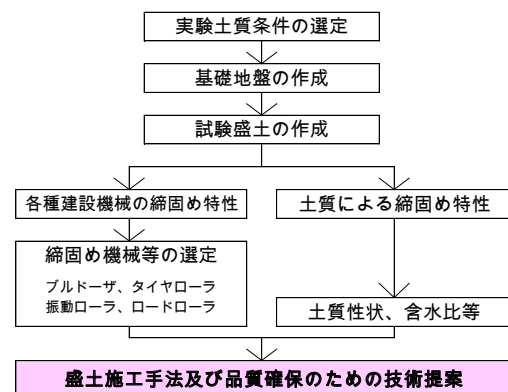 実験土質条件の選定
基礎地盤の作成
試験盛土の作成
各種建設機械の締固め特性
土質による締固め特性
締固め機械等の選定
ブルドーザ、タイヤローラ
振動ローラ、ロードローラ
土質性状、含水比等
盛土施工手法及び品質確保のための技術提案